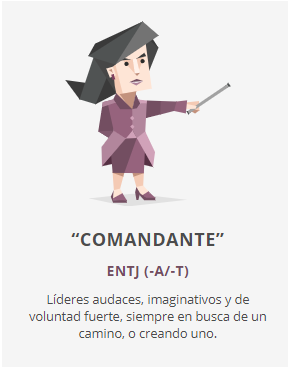 “COMANDANTE”
ENTJ (-A/-T)
Líderes audaces, imaginativos y de
voluntad fuerte, siempre en busca de un
camino, o creando uno.